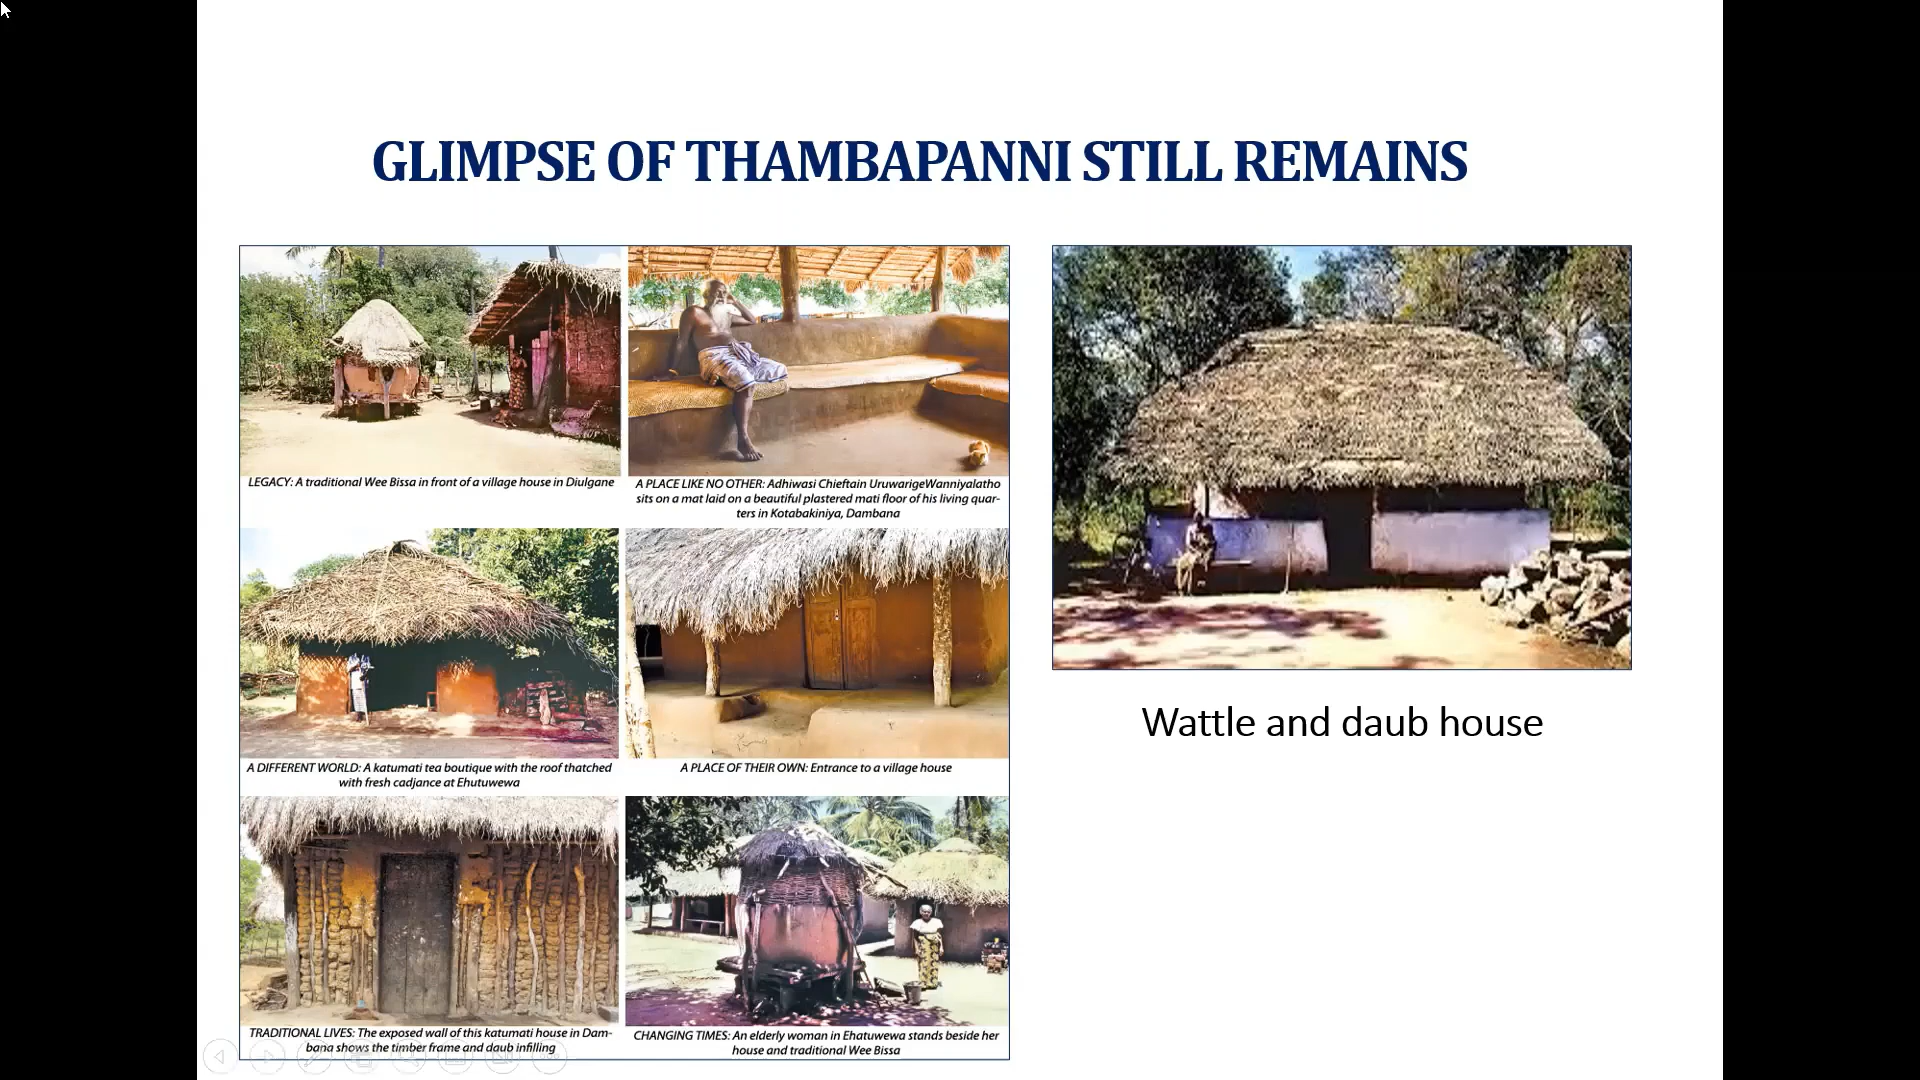 GLIMPSE OF THAMBAPANNI STILL REMAINS
LEGACY: A traditional Wee Bissa in front of a village house in Diulgane
A PLACE LIKE NO OTHER: Adhiwasi Chieftain UruwarigeWanniyalatho
sits on a mat laid on a beautiful plastered mati floor of his living quar-
ters in Kotabakiniya, Dambana
A DIFFERENT WORLD: A katumati tea boutique with the roof thatched
with fresh cadjance at Ehutuwewa
A PLACE OF THEIR OWN: Entrance to a village house
TRADITIONAL LIVES: The exposed wall of this katumati house in Dam-
bana shows the timber frame and daub infilling
CHANGING TIMES: An elderly woman in Ehatuwewa stands beside her
house and traditional Wee Bissa
Wattle and daub house